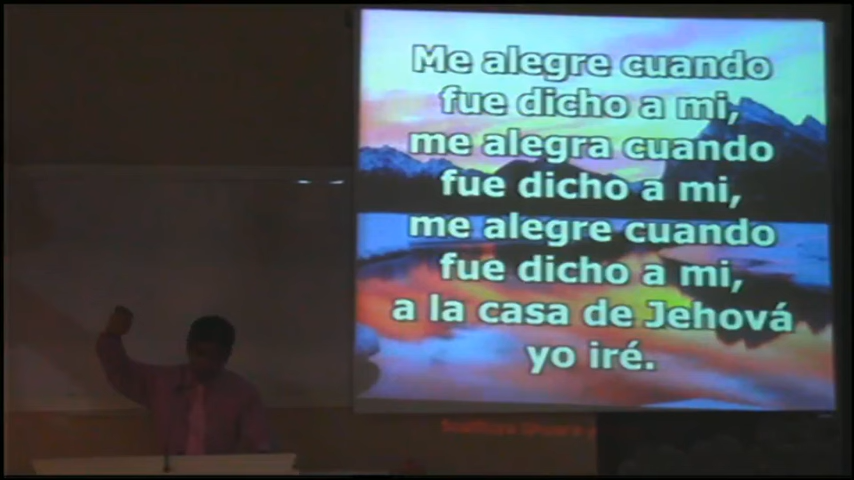 Me alegre cuando
fue dicho a mi,
me alegra cuando
fue dicho a mi,
me alegre cuando
fue dicho a mi,
a la casa de Jehová
yo iré.